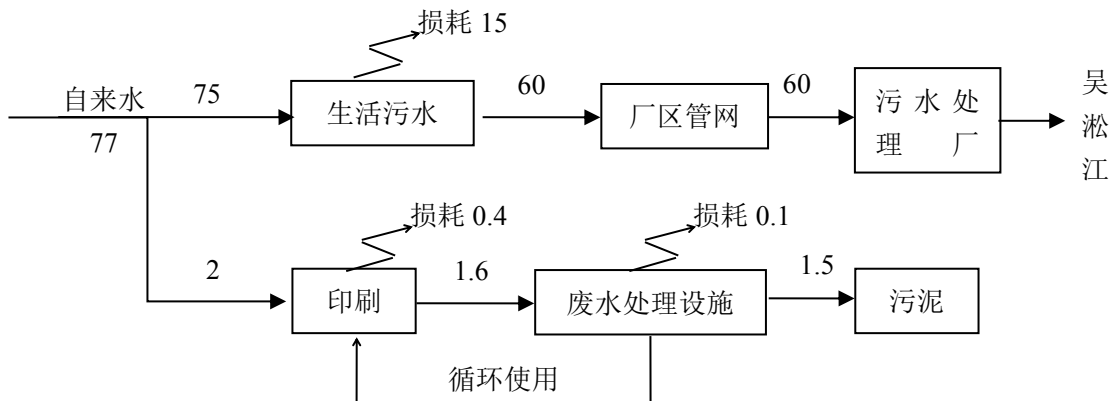 损耗 15
自来水
75
生活污水
60
厂区管网
60
污水处
理厂
吴
淞
江
77
损耗 0.4
损耗 0.1
2
印刷
1.6
废水处理设施
1.5
污泥
循环使用